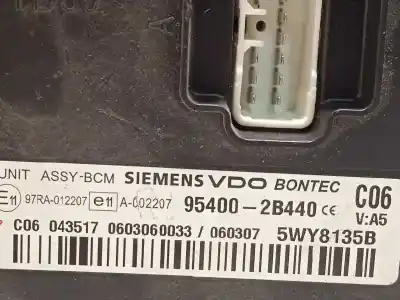 UNIT ASSY-BCM SIEMENS VDO BONTEC C06
E11 97RA-012207 e11 A-002207 95400-2B440 CE V:A5
C06 043517 0603060033 / 060307 5WY8135B